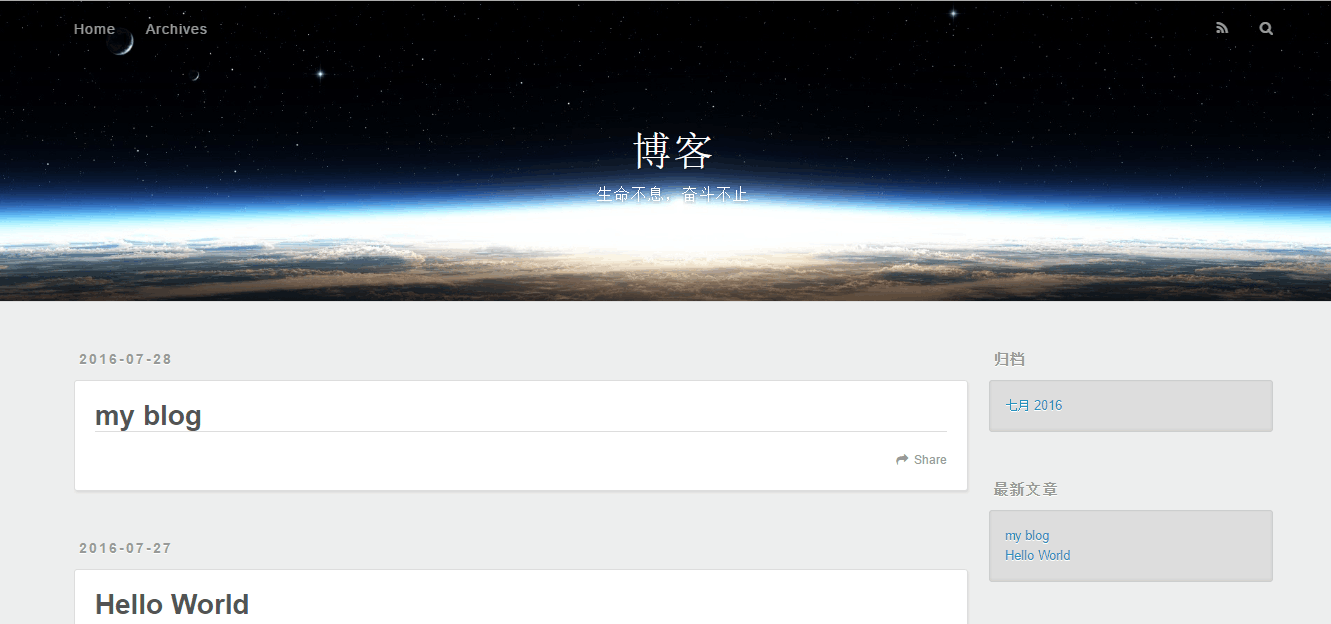 Home Archives
博客
生命不息，奋斗不止
2016-07-28
my blog
Share
2016-07-27
Hello World
归档
七月 2016
最新文章
my blog
Hello World